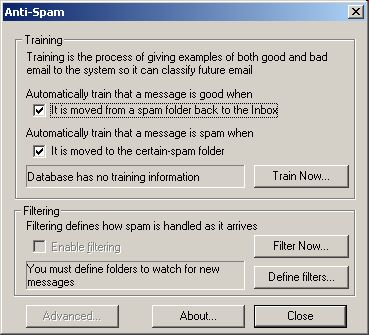 Anti-Spam
Training
Training is the process of giving examples of both good and bad
email to the system so it can classify future email
Automatically train that a message is good when
It is moved from a spam folder back to the Inbox
Automatically train that a message is spam when
It is moved to the certain-spam folder
Database has no training information
Train Now...
Filtering
Filtering defines how spam is handled as it arrives
Enable filtering
Filter Now...
You must define folders to watch for new
messages
Define filters...
Advanced...
About...
Close